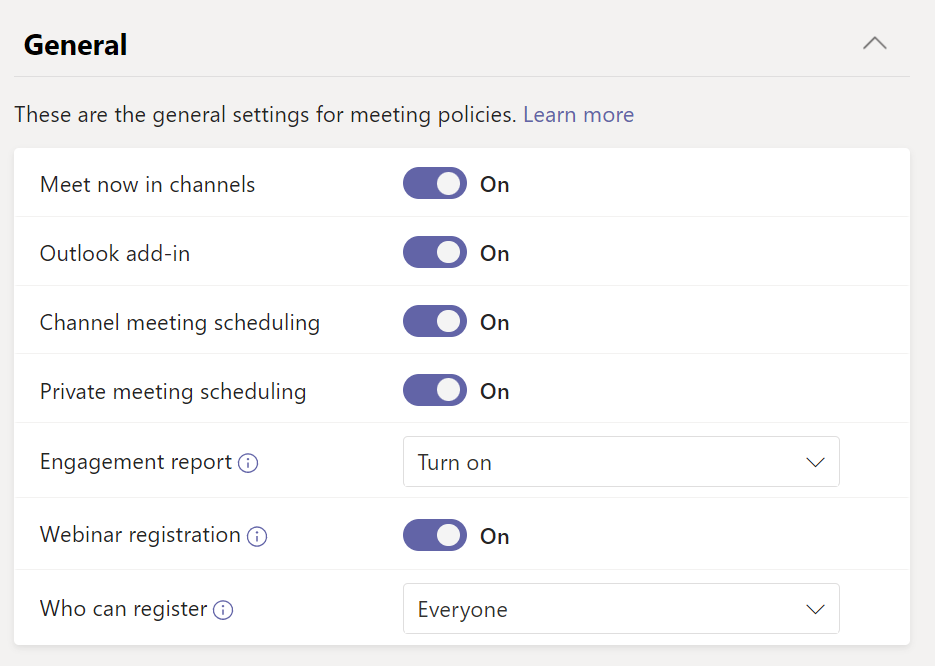 General
These are the general settings for meeting policies. Learn more
Meet now in channels On
Outlook add-in On
Channel meeting scheduling On
Private meeting scheduling On
Engagement report Turn on
Webinar registration On
Who can register Everyone